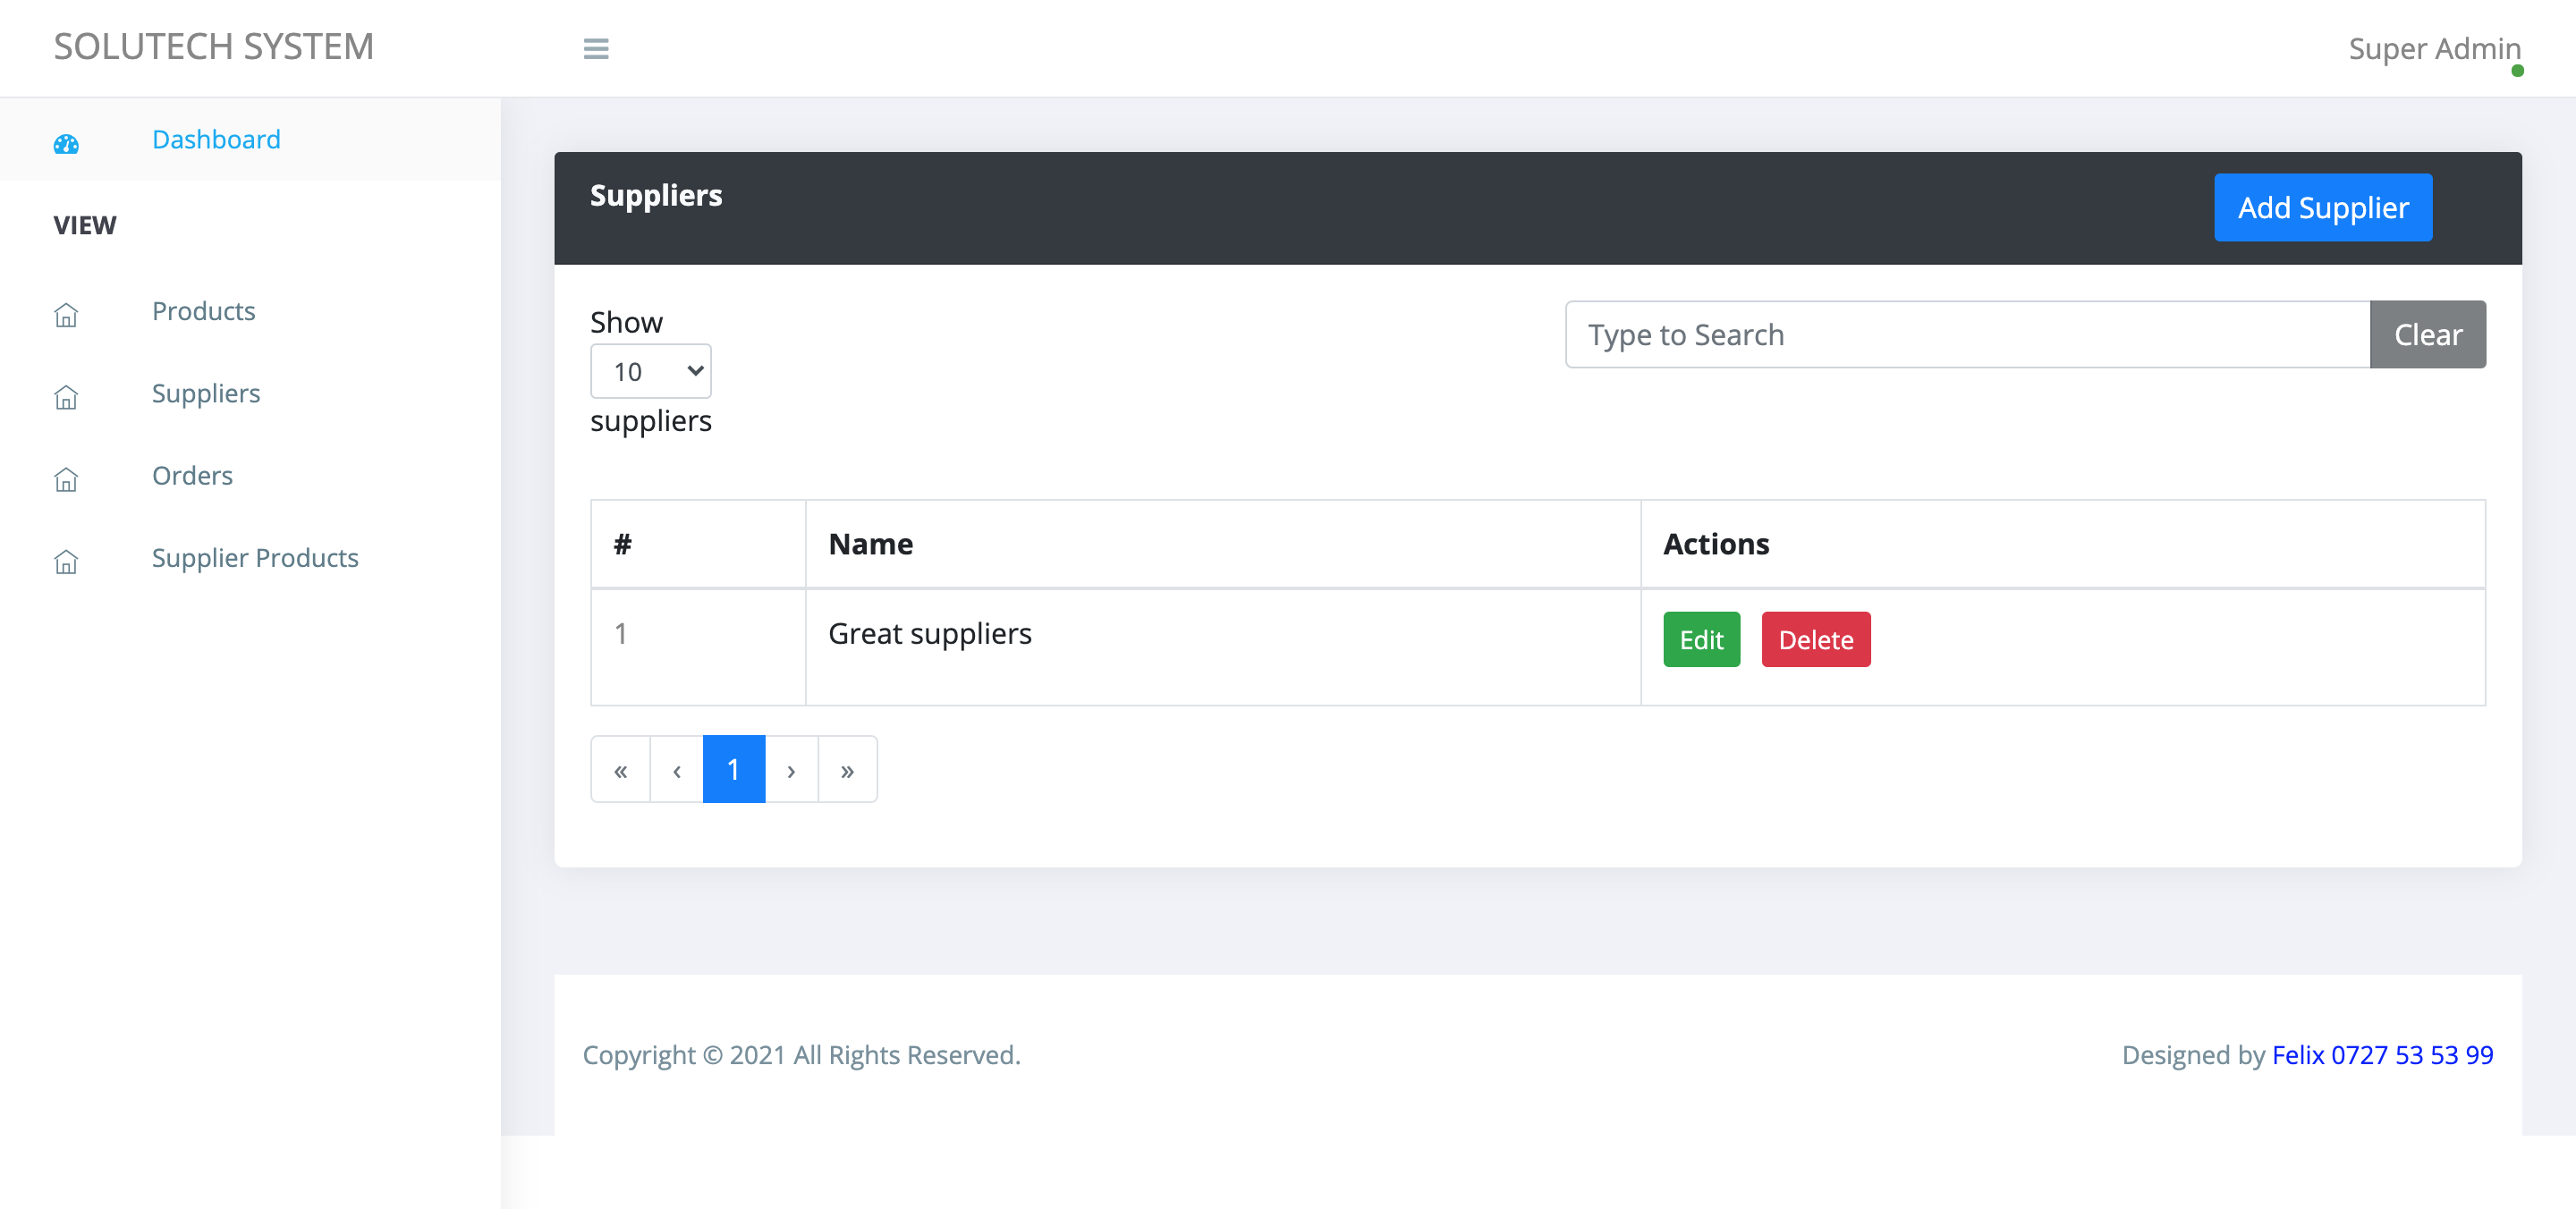 SOLUTECH SYSTEM
Super Admin
Dashboard
VIEW
Products
Suppliers
Orders
Supplier Products
Suppliers
Add Supplier
Show
10
suppliers
Type to Search
Clear
# Name Actions
1 Great suppliers Edit Delete
« ‹ 1 › »
Copyright © 2021 All Rights Reserved.
Designed by Felix 0727 53 53 99